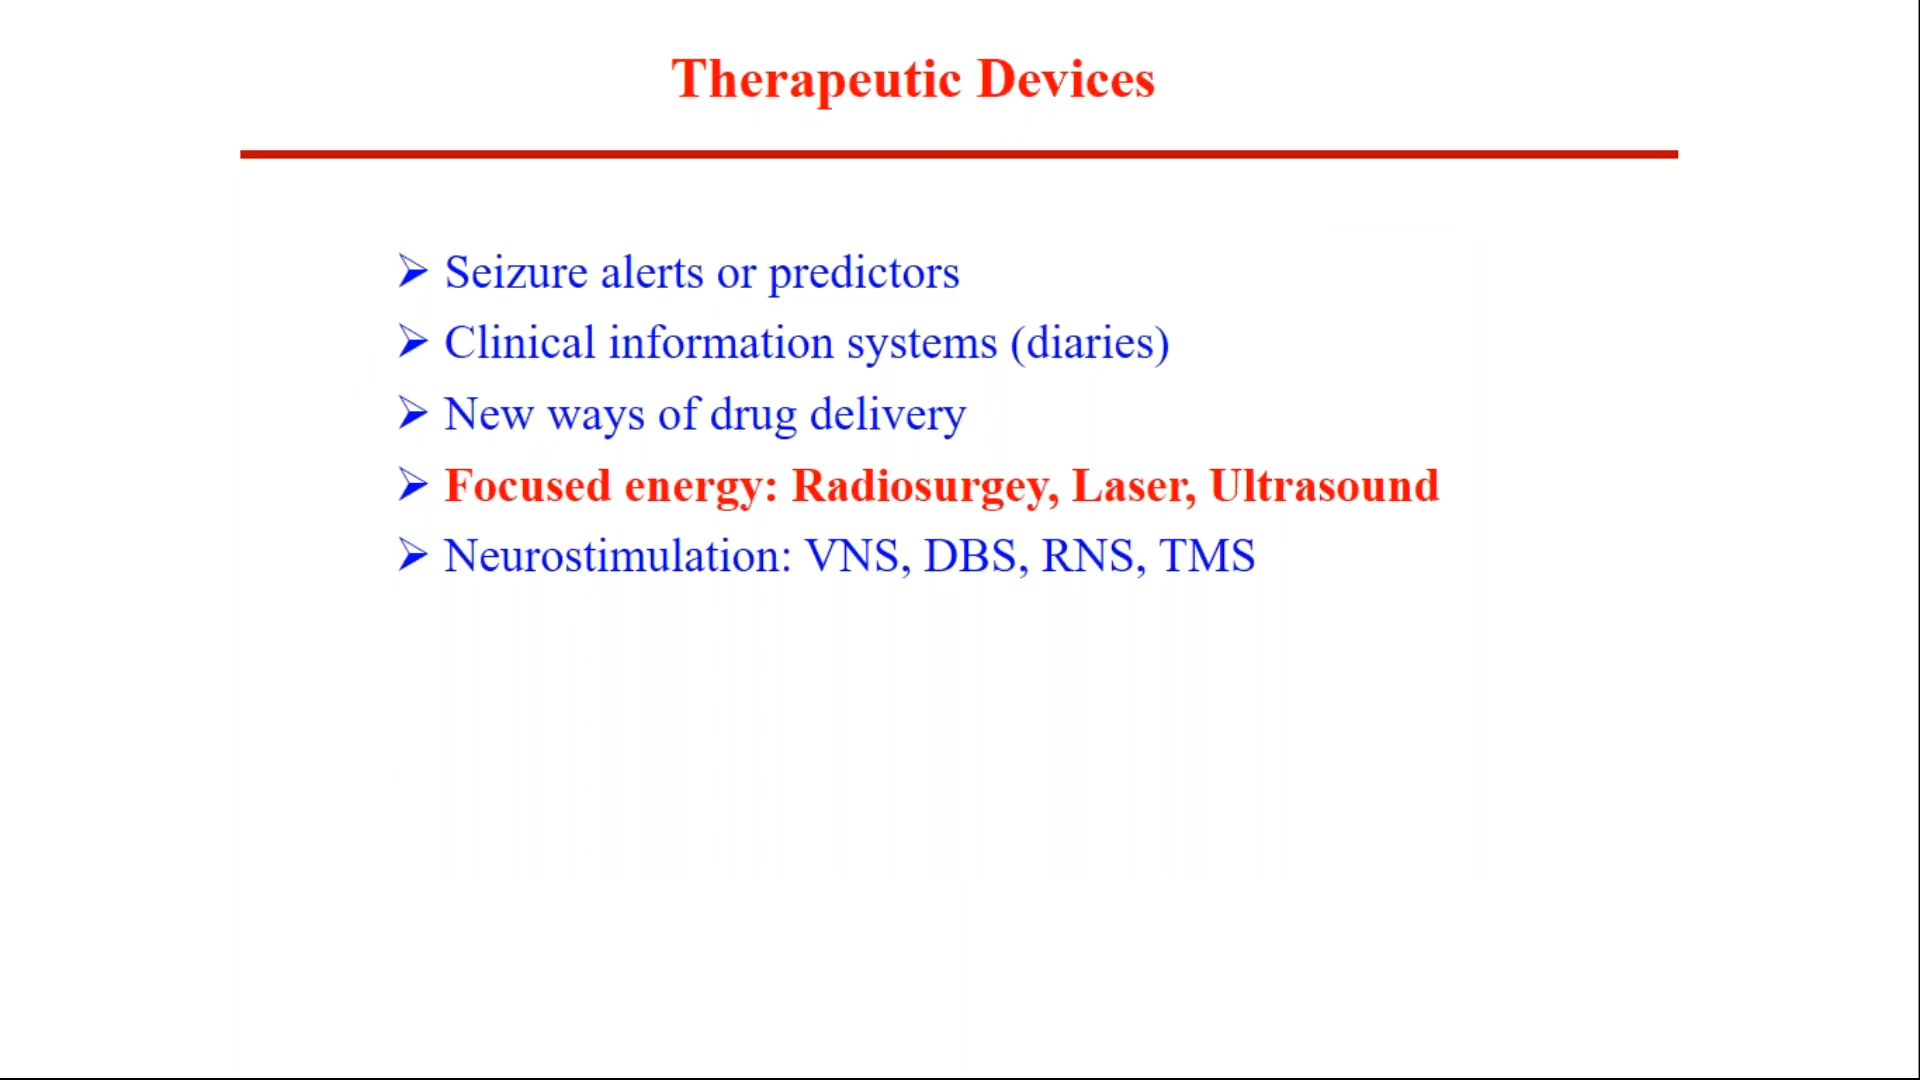 Therapeutic Devices
➢ Seizure alerts or predictors
➢ Clinical information systems (diaries)
➢ New ways of drug delivery
➢ Focused energy: Radiosurgey, Laser, Ultrasound
➢ Neurostimulation: VNS, DBS, RNS, TMS